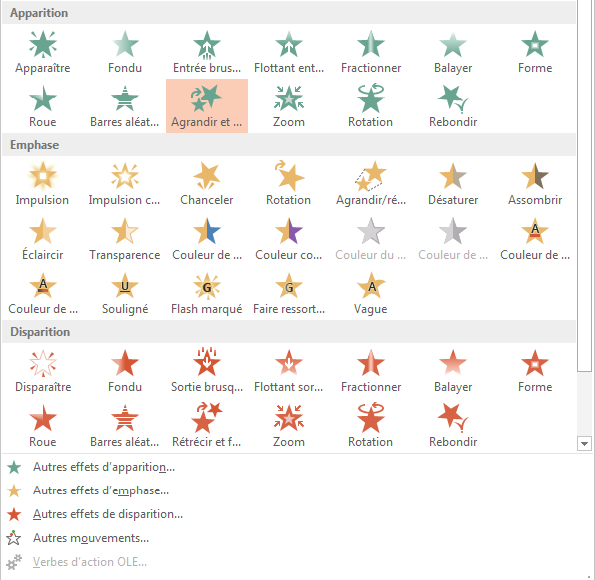 Apparition
Apparaître Fondu Entrée brus... Flottant ent... Fractionner Balayer Forme
Roue Barres aléat... Agrandir et ... Zoom Rotation Rebondir
Emphase
Impulsion Impulsion c... Chanceler Rotation Agrandir/ré... Désaturer Assombrir
Éclaircir Transparence Couleur de ... Couleur co... Couleur du ... Couleur de ... Couleur de ...
A
Couleur de ... Souligné Flash marqué Faire ressort... Vague
A U G G A
Disparition
Disparaître Fondu Sortie brusq... Flottant sor... Fractionner Balayer Forme
Roue Barres aléat... Rétrécir et f... Zoom Rotation Rebondir
Autres effets d'apparition...
Autres effets d'emphase...
Autres effets de disparition...
Autres mouvements...
Verbes d'action OLE...